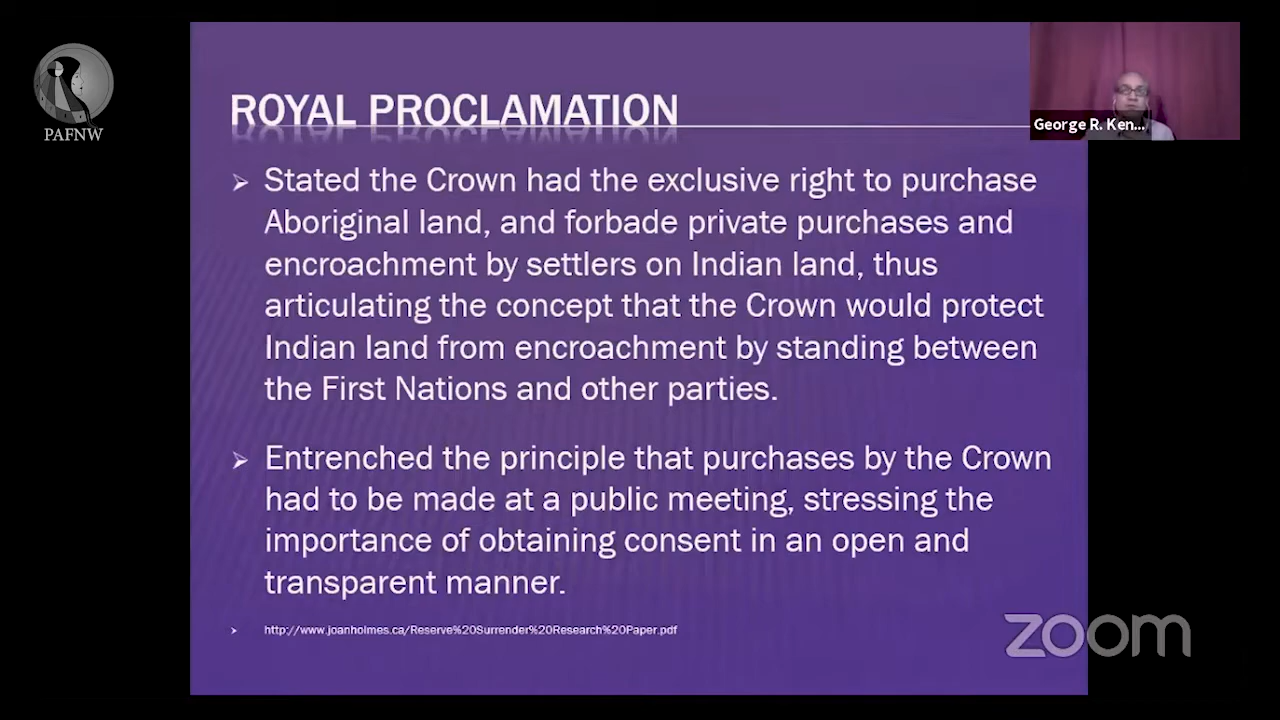 PAFNW
ROYAL PROCLAMATION
George R. Ken...
➢ Stated the Crown had the exclusive right to purchase
Aboriginal land, and forbade private purchases and
encroachment by settlers on Indian land, thus
articulating the concept that the Crown would protect
Indian land from encroachment by standing between
the First Nations and other parties.
➢ Entrenched the principle that purchases by the Crown
had to be made at a public meeting, stressing the
importance of obtaining consent in an open and
transparent manner.
➢ http://www.joanholmes.ca/Reserve%20Surrender%20Research%20Paper.pdf
zoom